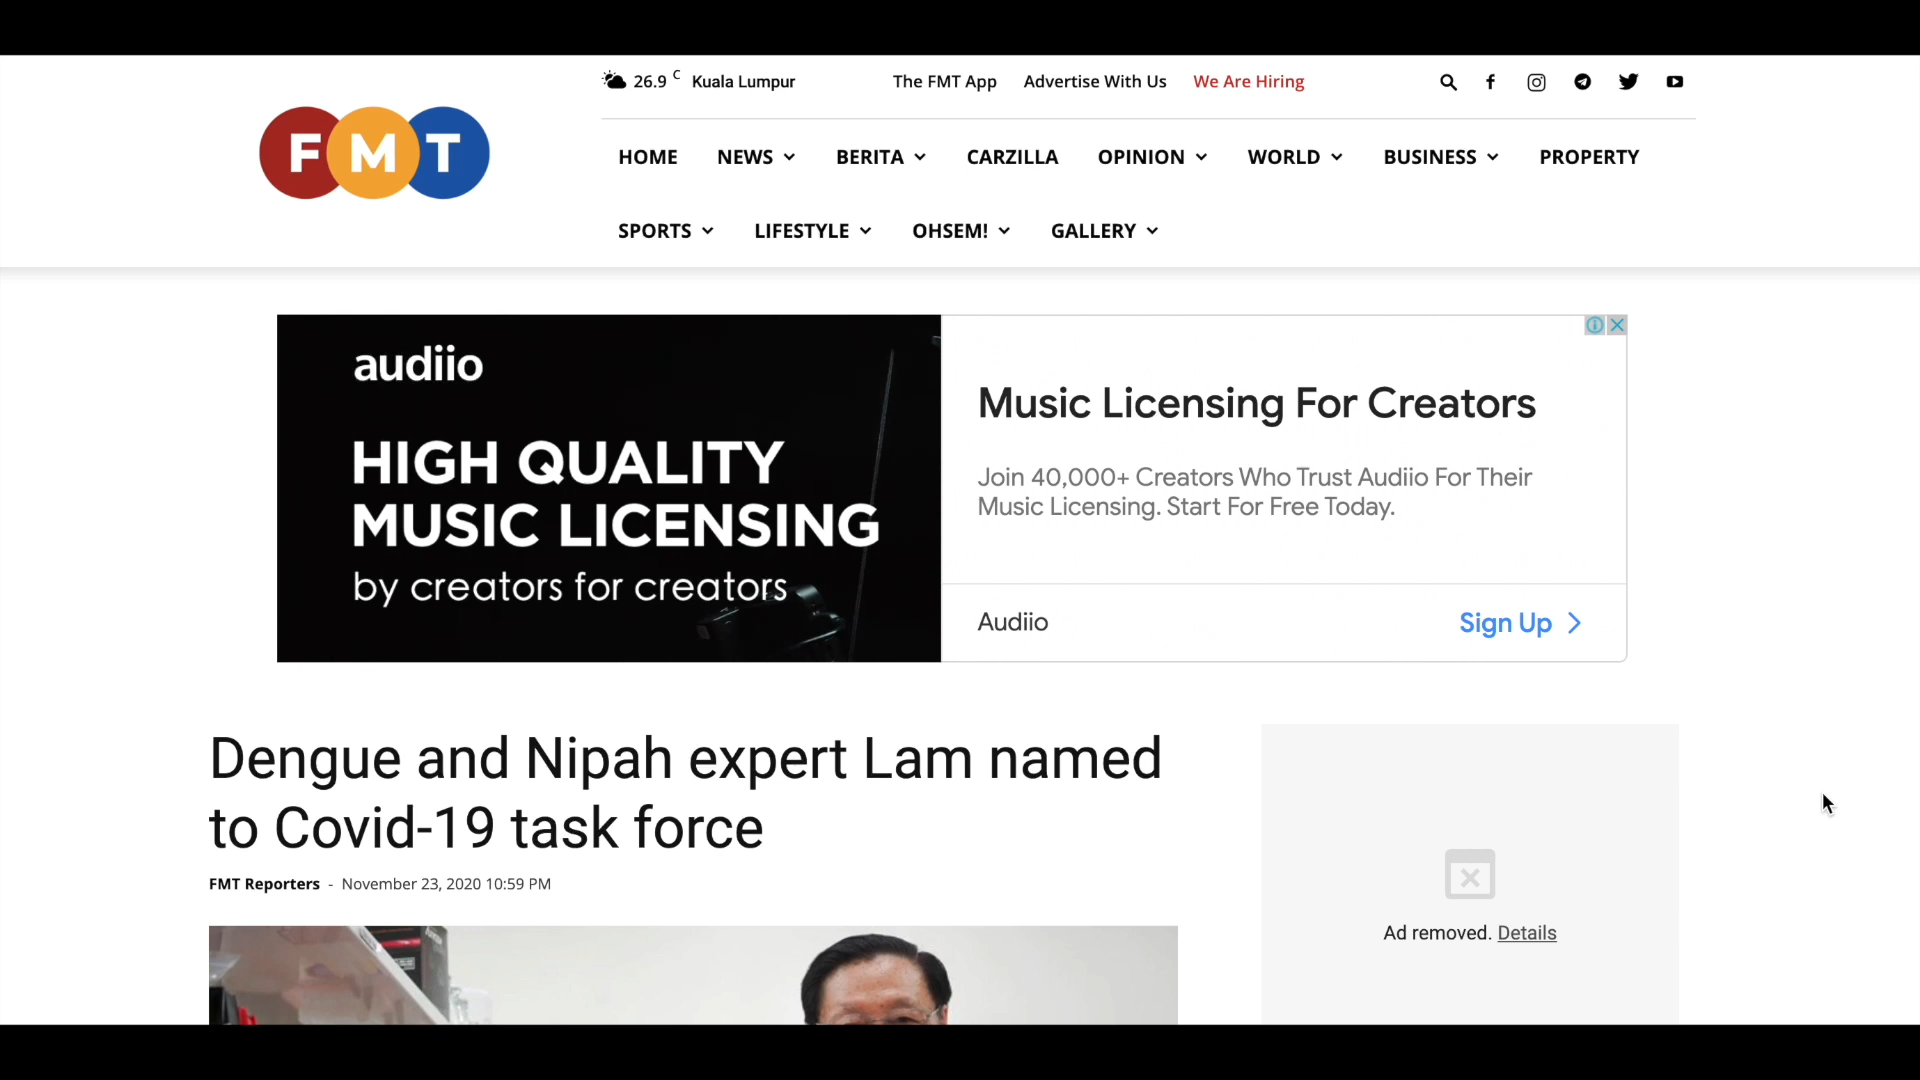 26.9 C Kuala Lumpur
The FMT App Advertise With Us We Are Hiring
FMT
HOME NEWS BERITA CARZILLA OPINION WORLD BUSINESS PROPERTY
SPORTS LIFESTYLE OHSEM! GALLERY
audiio
HIGH QUALITY
MUSIC LICENSING
by creators for creators
Music Licensing For Creators
Join 40,000+ Creators Who Trust Audiio For Their
Music Licensing. Start For Free Today.
Audiio
Sign Up
Dengue and Nipah expert Lam named
to Covid-19 task force
FMT Reporters - November 23, 2020 10:59 PM
Ad removed. Details